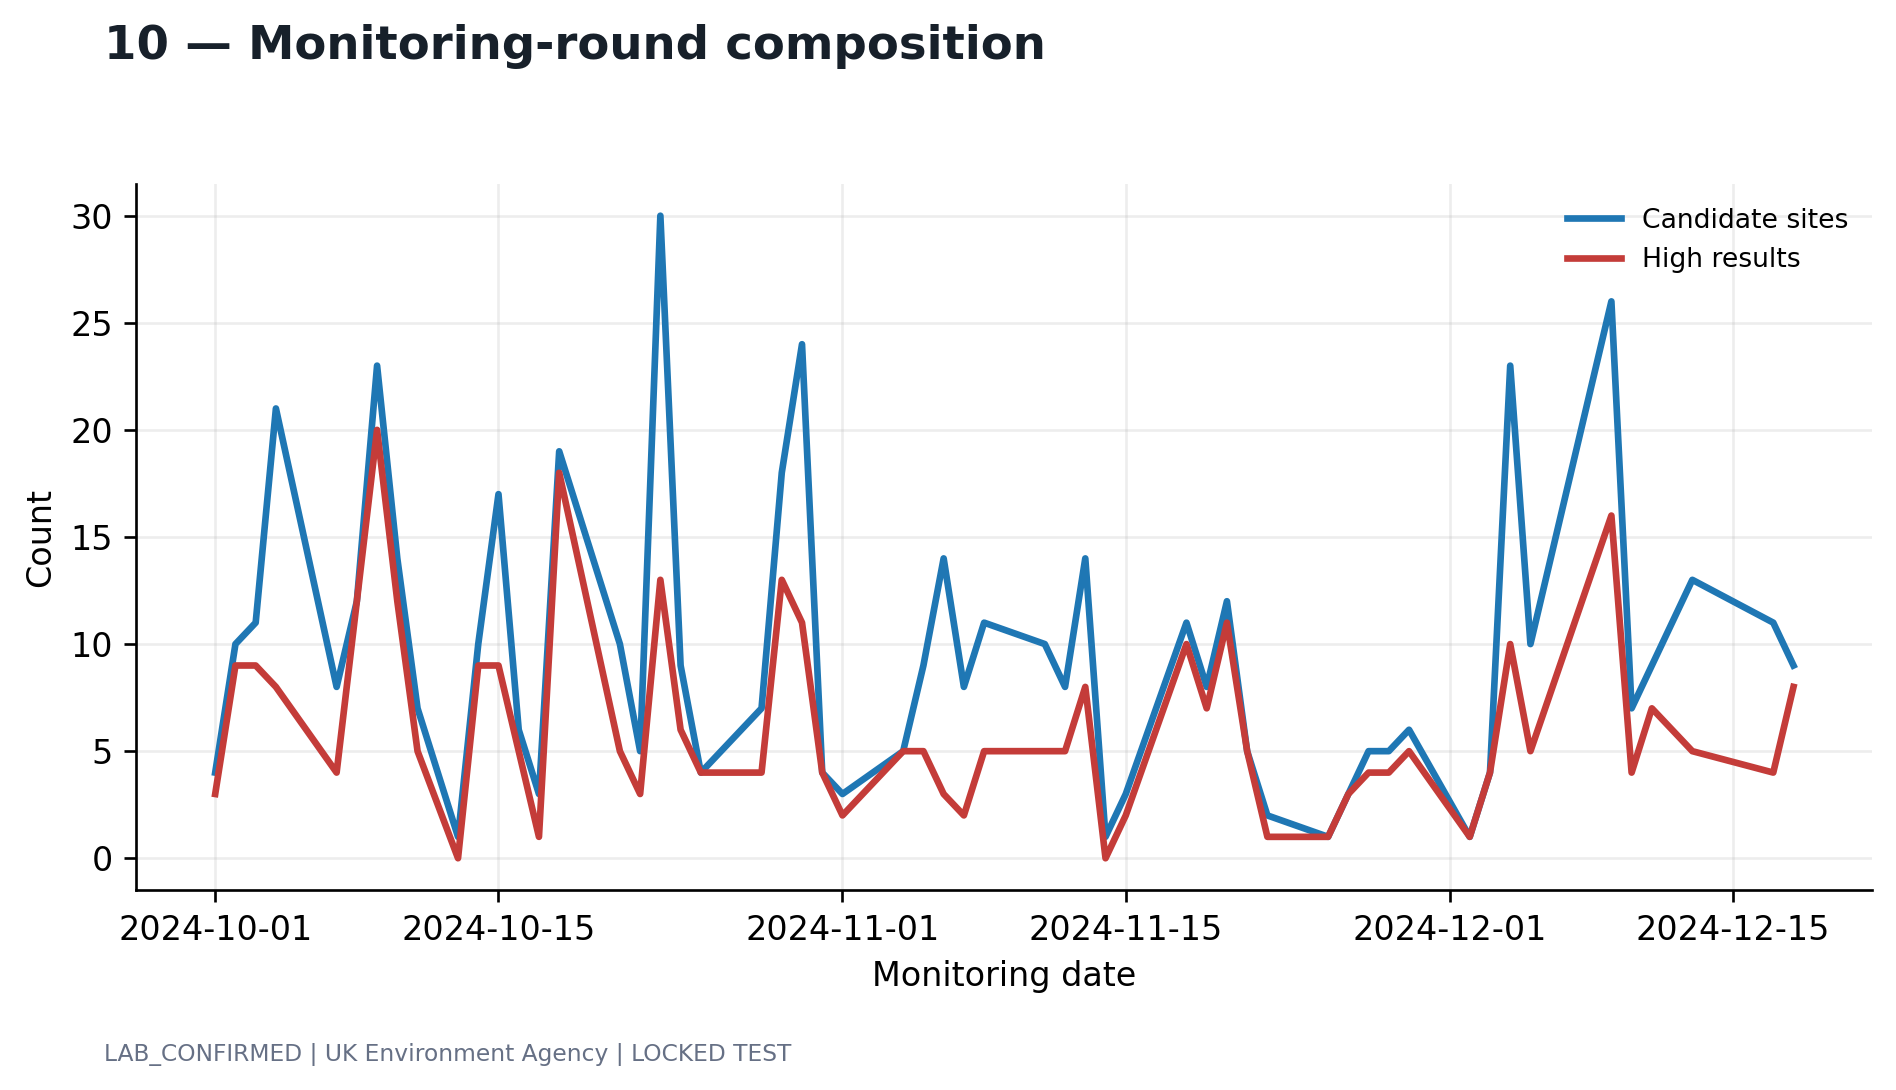 10 — Monitoring-round composition
30
25
20
15
10
5
0
Count
Candidate sites
High results
2024-10-01
2024-10-15
2024-11-01
2024-11-15
2024-12-01
2024-12-15
Monitoring date
LAB_CONFIRMED | UK Environment Agency | LOCKED TEST